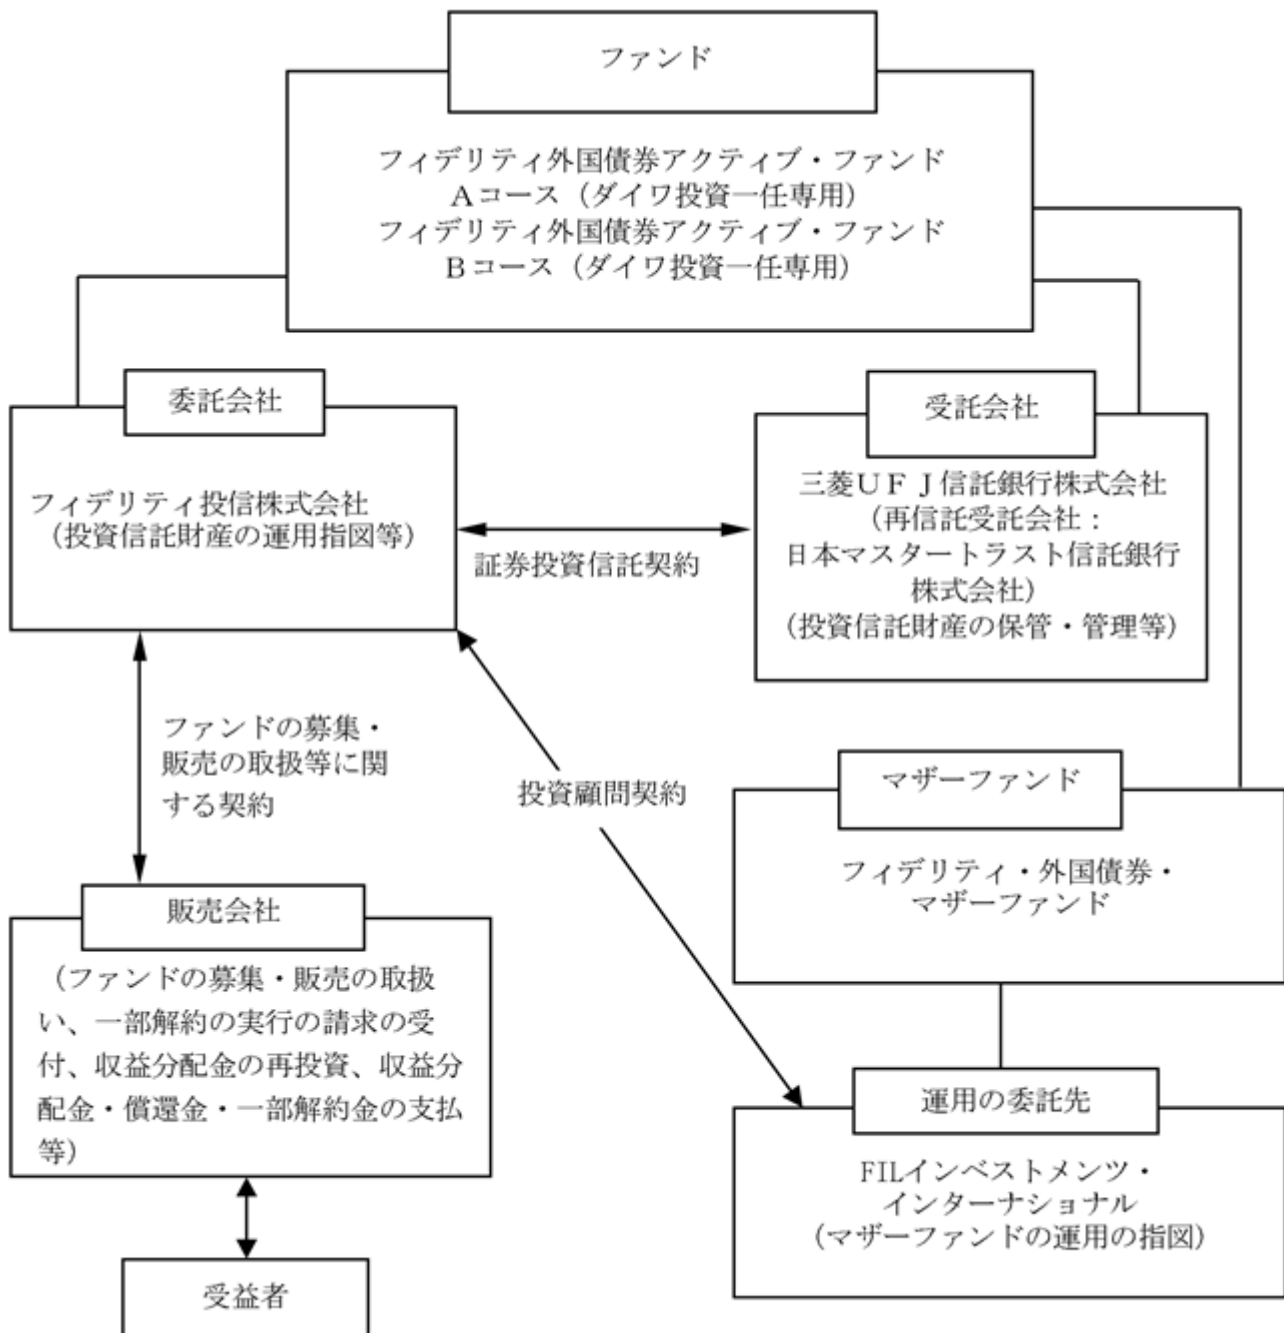 ファンド
フィデリティ外国債券アクティブ・ファンド
Ａコース（ダイワ投資一任専用）
フィデリティ外国債券アクティブ・ファンド
Ｂコース（ダイワ投資一任専用）
委託会社
フィデリティ投信株式会社
（投資信託財産の運用指図等）
証券投資信託契約
受託会社
三菱ＵＦＪ信託銀行株式会社
（再信託受託会社：
日本マスタートラスト信託銀行
株式会社）
（投資信託財産の保管・管理等）
ファンドの募集・
販売の取扱等に関
する契約
投資顧問契約
マザーファンド
フィデリティ・外国債券・
マザーファンド
販売会社
（ファンドの募集・販売の取扱
い、一部解約の実行の請求の受
付、収益分配金の再投資、収益分
配金・償還金・一部解約金の支払
等）
運用の委託先
FILインベストメンツ・
インターナショナル
（マザーファンドの運用の指図）
受益者